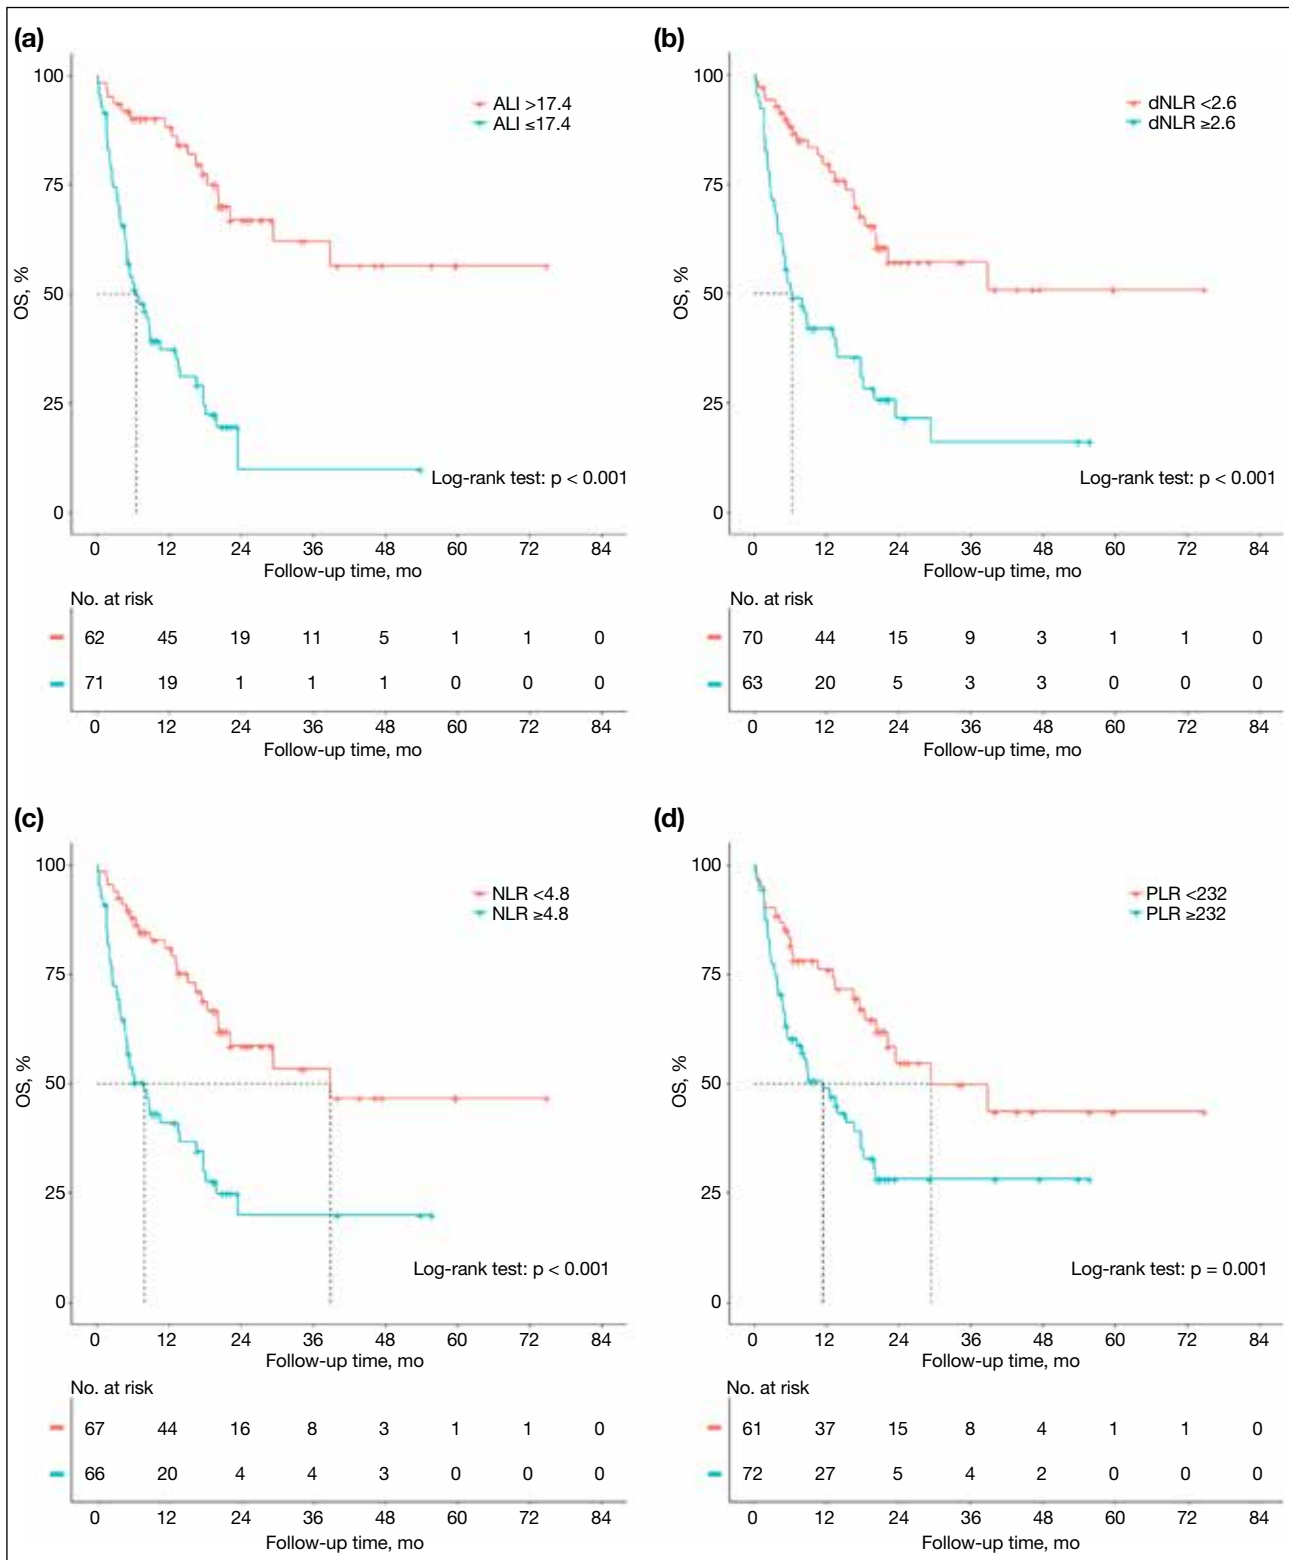 (a)
100
75
50
25
0
OS, %
ALI >17.4
ALI ≤17.4
Log-rank test: p < 0.001
0 12 24 36 48 60 72 84
Follow-up time, mo
No. at risk
62 45 19 11 5 1 1 0
71 19 1 1 1 0 0 0
0 12 24 36 48 60 72 84
Follow-up time, mo
(b)
100
75
50
25
0
OS, %
dNLR <2.6
dNLR ≥2.6
Log-rank test: p < 0.001
0 12 24 36 48 60 72 84
Follow-up time, mo
No. at risk
70 44 15 9 3 1 1 0
63 20 5 3 3 0 0 0
0 12 24 36 48 60 72 84
Follow-up time, mo
(c)
100
75
50
25
0
OS, %
NLR <4.8
NLR ≥4.8
Log-rank test: p < 0.001
0 12 24 36 48 60 72 84
Follow-up time, mo
No. at risk
67 44 16 8 3 1 1 0
66 20 4 4 3 0 0 0
0 12 24 36 48 60 72 84
Follow-up time, mo
(d)
100
75
50
25
0
OS, %
PLR <232
PLR ≥232
Log-rank test: p = 0.001
0 12 24 36 48 60 72 84
Follow-up time, mo
No. at risk
61 37 15 8 4 1 1 0
72 27 5 4 2 0 0 0
0 12 24 36 48 60 72 84
Follow-up time, mo